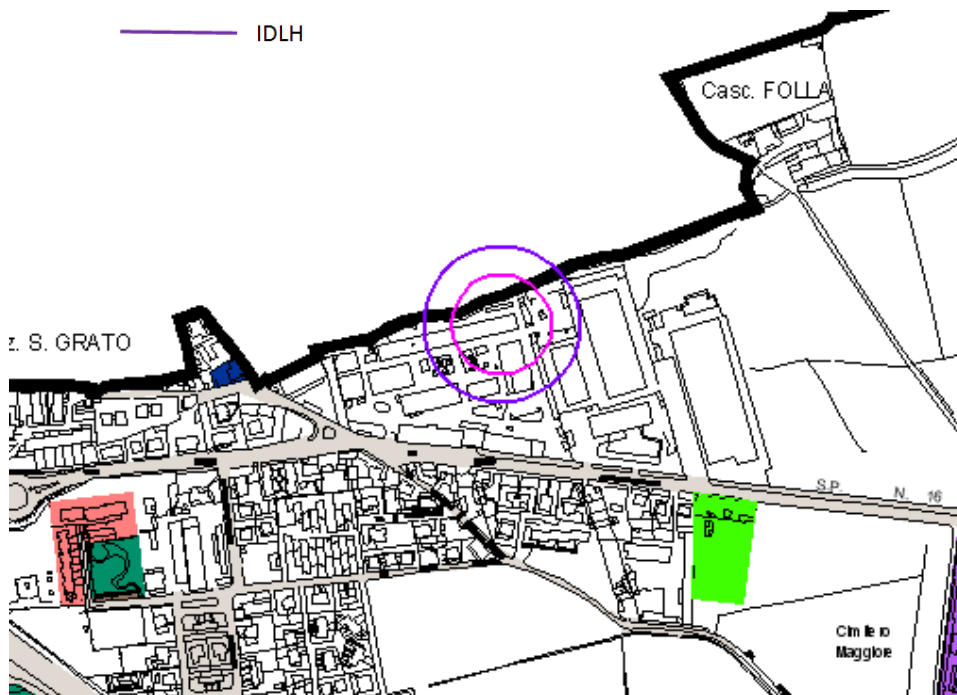 IDLH
Casc. FOLLA
z. S. GRATO
S.P. N. 16
Cimitero
Maggiore